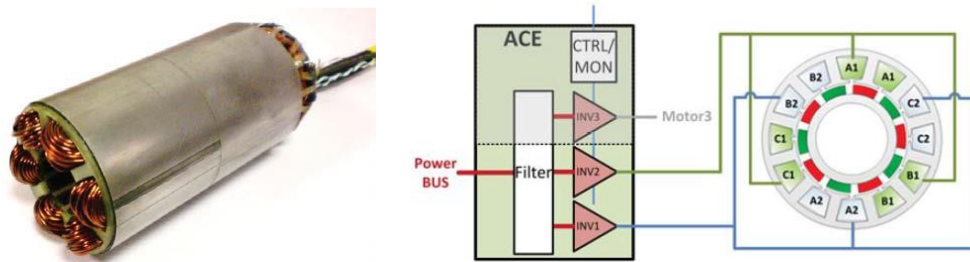 ACE
CTRL/
MON
INV3
Motor3
Power
BUS
Filter
INV2
INV1
A1
A1
B2
C2
B2
C1
C2
C1
B1
A2
B1
A2